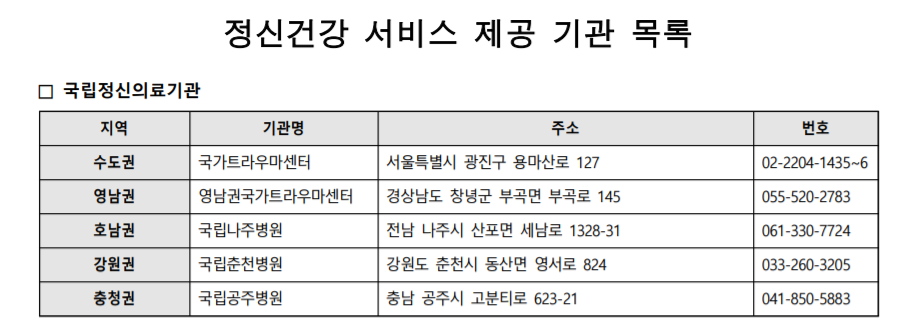 정신건강 서비스 제공 기관 목록
□ 국립정신의료기관
지역 기관명 주소 번호
수도권 국가트라우마센터 서울특별시 광진구 용마산로 127 02-2204-1435~6
영남권 영남권국가트라우마센터 경상남도 창녕군 부곡면 부곡로 145 055-520-2783
호남권 국립나주병원 전남 나주시 산포면 세남로 1328-31 061-330-7724
강원권 국립춘천병원 강원도 춘천시 동산면 영서로 824 033-260-3205
충청권 국립공주병원 충남 공주시 고분티로 623-21 041-850-5883